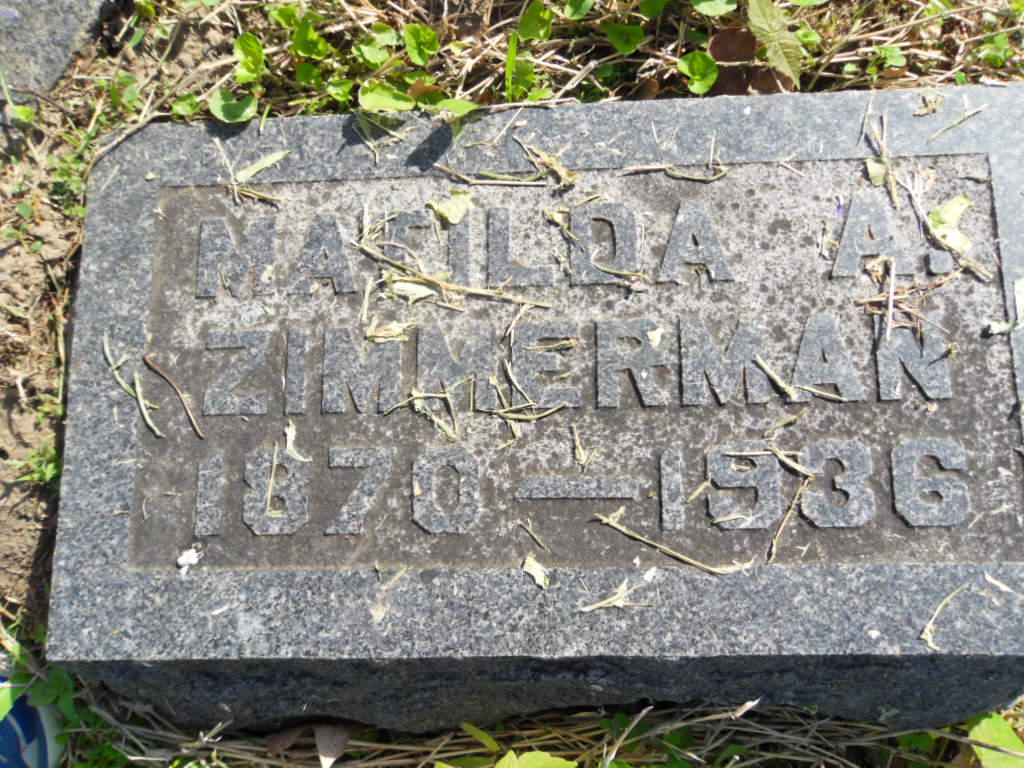 MATILDA A.
ZIMMERMAN
1870—1936